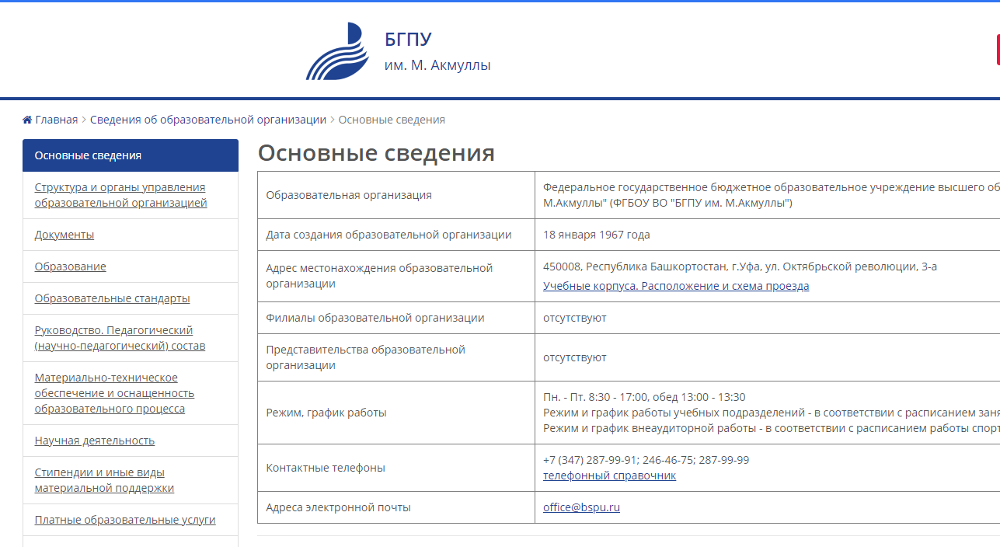 БГПУ
им. М. Акмуллы
Главная > Сведения об образовательной организации > Основные сведения
Основные сведения
Структура и органы управления
образовательной организацией
Документы
Образование
Образовательные стандарты
Руководство. Педагогический
(научно-педагогический) состав
Материально-техническое
обеспечение и оснащенность
образовательного процесса
Научная деятельность
Стипендии и иные виды
материальной поддержки
Платные образовательные услуги
Основные сведения
Образовательная организация
Федеральное государственное бюджетное образовательное учреждение высшего об
М.Акмуллы" (ФГБОУ ВО "БГПУ им. М.Акмуллы")
Дата создания образовательной организации
18 января 1967 года
Адрес местонахождения образовательной
организации
450008, Республика Башкортостан, г.Уфа, ул. Октябрьской революции, 3-а
Учебные корпуса. Расположение и схема проезда
Филиалы образовательной организации
отсутствуют
Представительства образовательной
организации
отсутствуют
Режим, график работы
Пн. - Пт. 8:30 - 17:00, обед 13:00 - 13:30
Режим и график работы учебных подразделений - в соответствии с расписанием заня
Режим и график внеаудиторной работы - в соответствии с расписанием работы спорт
Контактные телефоны
+7 (347) 287-99-91; 246-46-75; 287-99-99
телефонный справочник
Адреса электронной почты
office@bspu.ru